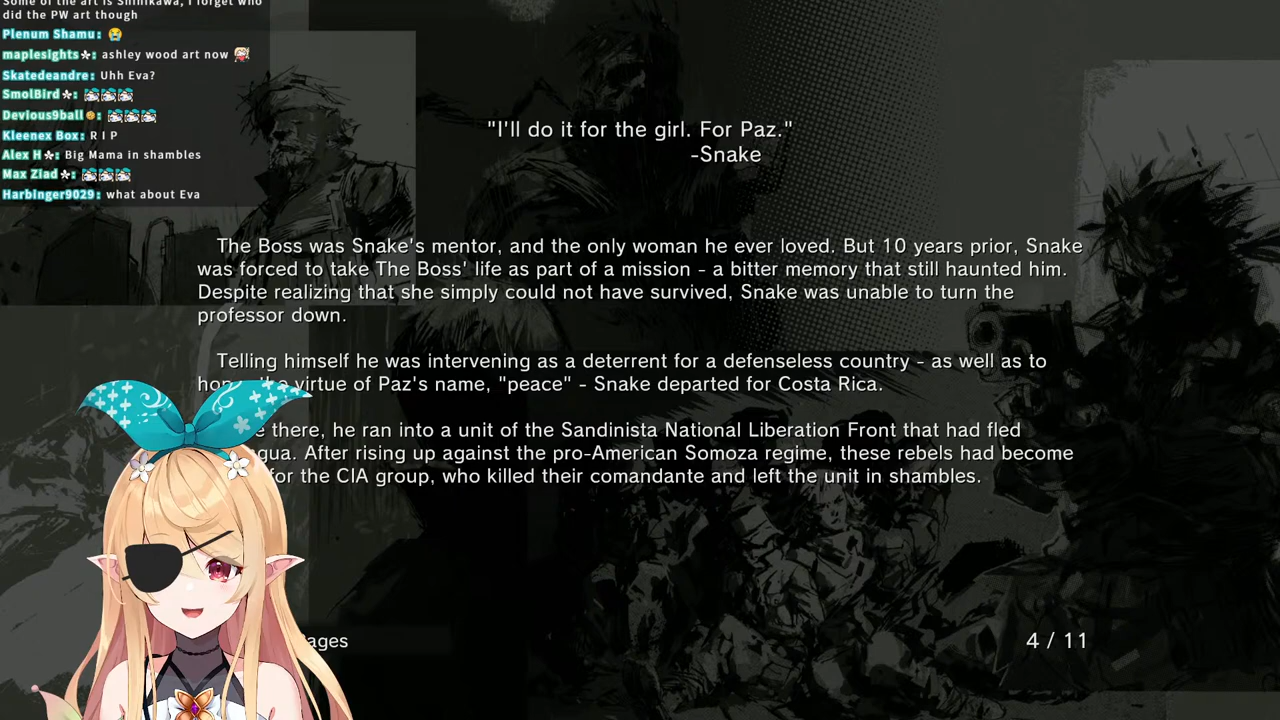 Some of the art is Shinikawa, I forget who
did the PW art though
Plenum Shamu:
maplesights: ashley wood art now
Skatedeandre: Uhh Eva?
SmolBird:
Devious9ball:
Kleenex Box: R I P
Alex H: Big Mama in shambles
Max Ziad:
Harbinger9029: what about Eva
"I'll do it for the girl. For Paz."
-Snake
The Boss was Snake's mentor, and the only woman he ever loved. But 10 years prior, Snake
was forced to take The Boss' life as part of a mission - a bitter memory that still haunted him.
Despite realizing that she simply could not have survived, Snake was unable to turn the
professor down.
Telling himself he was intervening as a deterrent for a defenseless country - as well as to
virtue of Paz's name, "peace" - Snake departed for Costa Rica.
there, he ran into a unit of the Sandinista National Liberation Front that had fled
After rising up against the pro-American Somoza regime, these rebels had become
for the CIA group, who killed their comandante and left the unit in shambles.
4 / 11